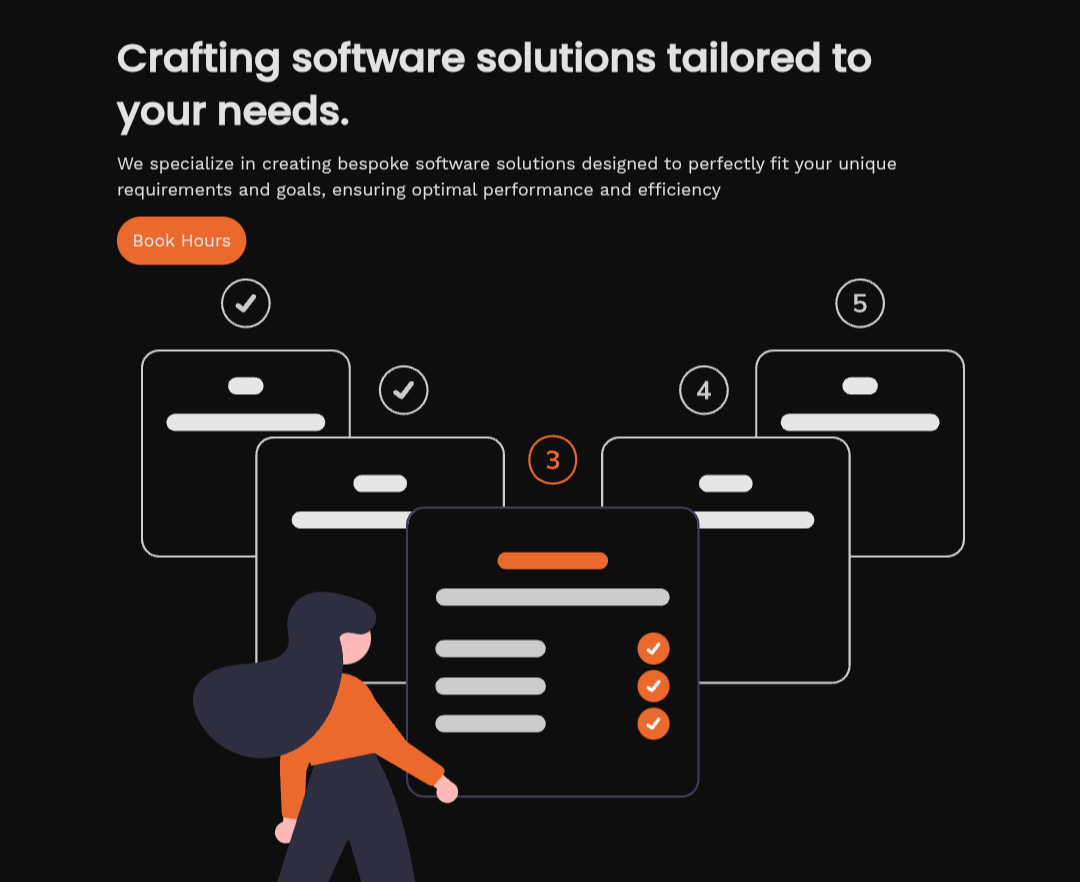 Crafting software solutions tailored to
your needs.
We specialize in creating bespoke software solutions designed to perfectly fit your unique
requirements and goals, ensuring optimal performance and efficiency
Book Hours
5
4
3